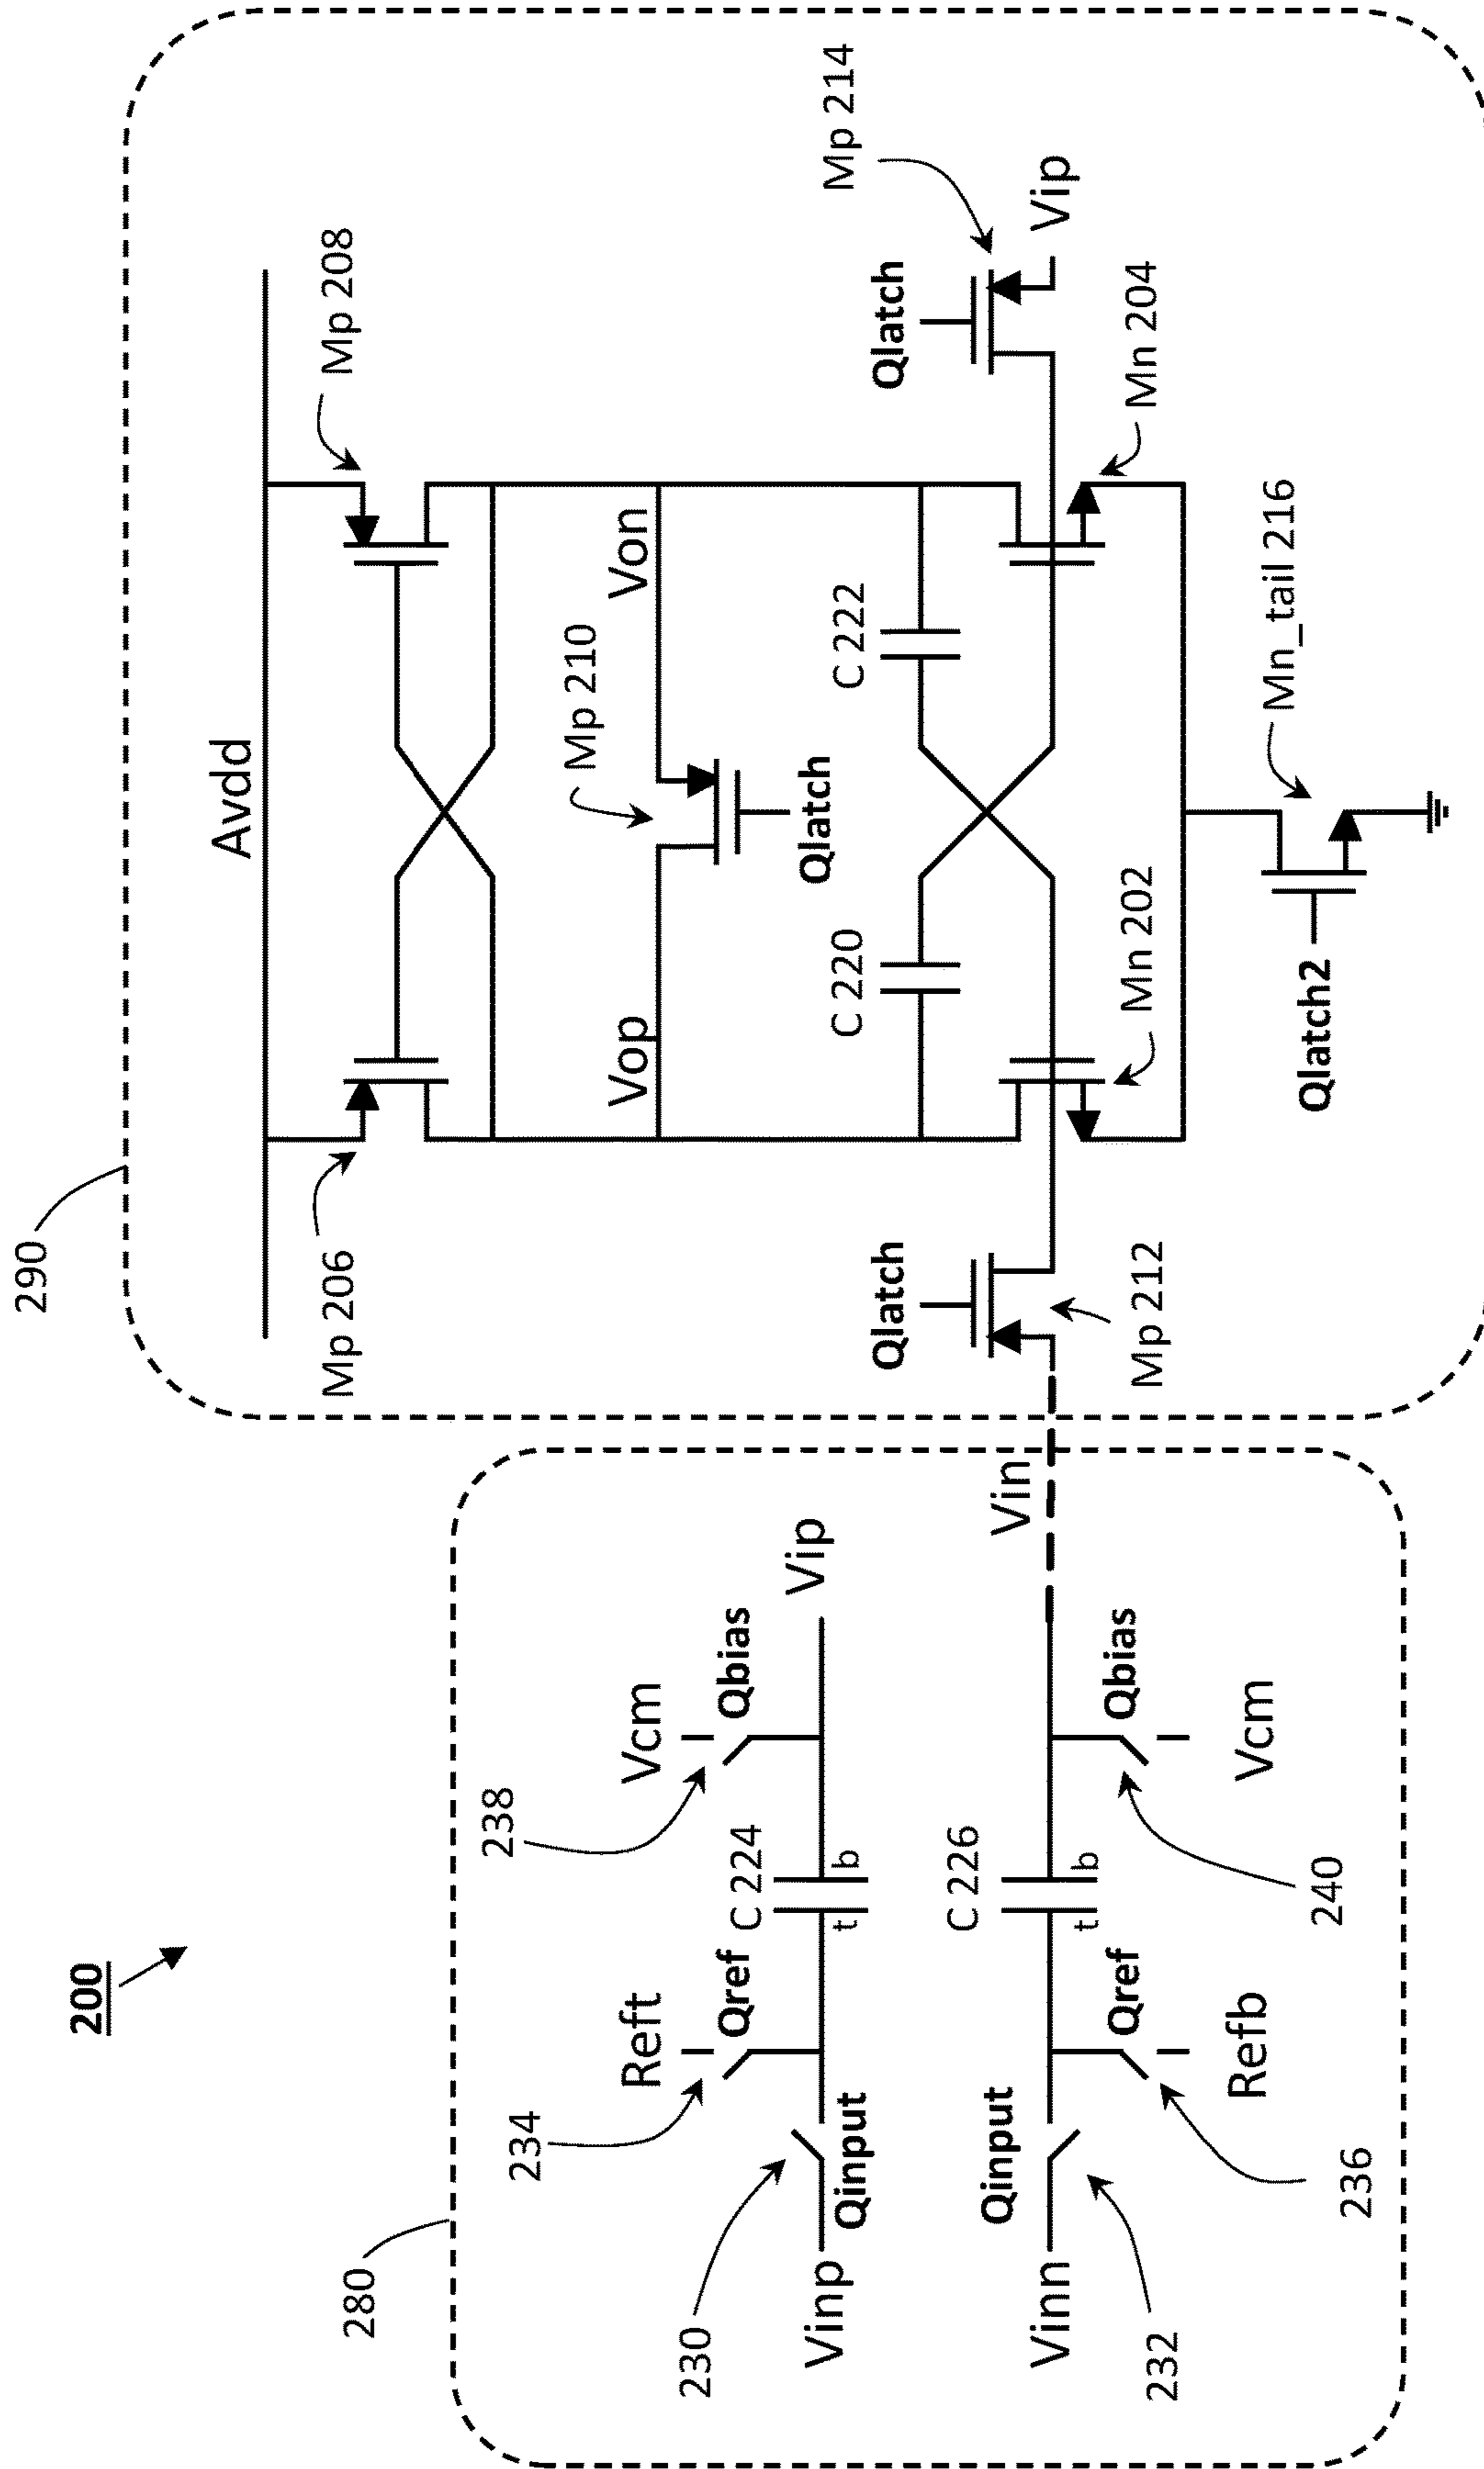 200
280
290
Vinp
230
Qinput
234
Reft
Qref
C 224
t
b
238
Vcm
Qbias
Vip
Vinn
232
Qinput
Qref
236
Refb
C 226
t
b
Qbias
240
Vcm
Vin
Avdd
Mp 206
Mp 208
Vop
Von
Mp 210
Qlatch
C 220
C 222
Qlatch
Mp 212
Mn 202
Qlatch
Mp 214
Vip
Mn 204
Qlatch2
Mn_tail 216